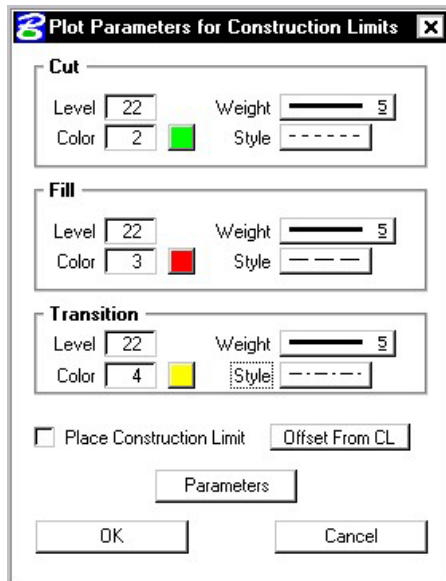 Plot Parameters for Construction Limits
Cut
Level 22 Weight 5
Color 2 Style
Fill
Level 22 Weight 5
Color 3 Style
Transition
Level 22 Weight 5
Color 4 Style
Place Construction Limit Offset From CL
Parameters
OK Cancel